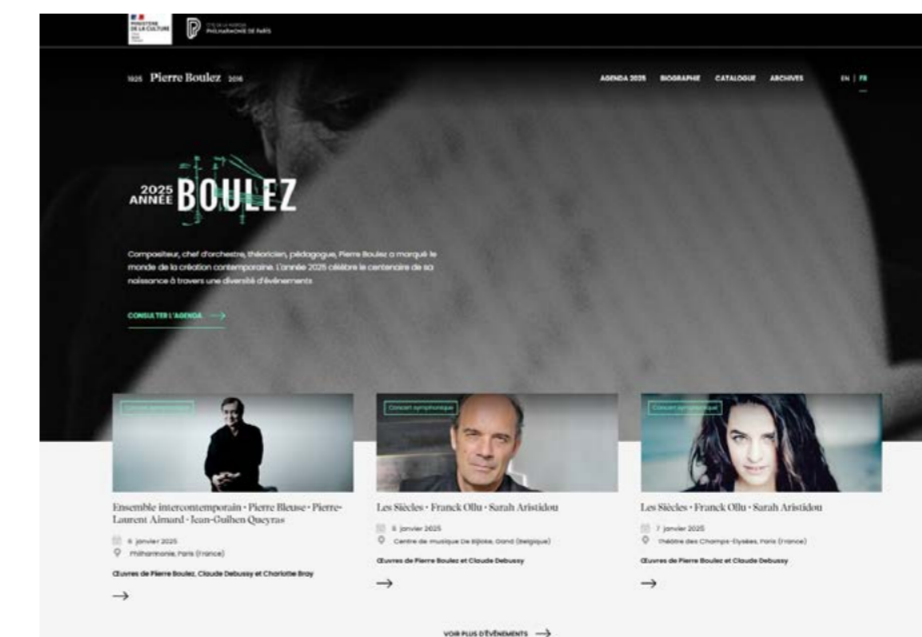 MINISTÈRE
DE LA CULTURE
CITÉ DE LA MUSIQUE
PHILHARMONIE DE PARIS
1925 Pierre Boulez 2016
AGENDA 2025 BIOGRAPHIE CATALOGUE ARCHIVES EN | FR
2025
ANNÉE BOULEZ
Compositeur, chef d'orchestre, théoricien, pédagogue, Pierre Boulez a marqué le
monde de la création contemporaine. L'année 2025 célèbre le centenaire de sa
naissance à travers une diversité d'événements
CONSULTER L'AGENDA
Concert symphonique
Concert symphonique
Concert symphonique
Ensemble intercontemporain • Pierre Bleuse • Pierre-
Laurent Aimard • Jean-Guihen Queyras
6 janvier 2025
Philharmonie, Paris (France)
Œuvres de Pierre Boulez, Claude Debussy et Charlotte Bray
Les Siècles • Franck Ollu • Sarah Aristidou
6 janvier 2025
Centre de musique De Bijloke, Gand (Belgique)
Œuvres de Pierre Boulez et Claude Debussy
Les Siècles • Franck Ollu • Sarah Aristidou
7 janvier 2025
Théâtre des Champs-Elysées, Paris (France)
Œuvres de Pierre Boulez et Claude Debussy
VOIR PLUS D'ÉVÉNEMENTS